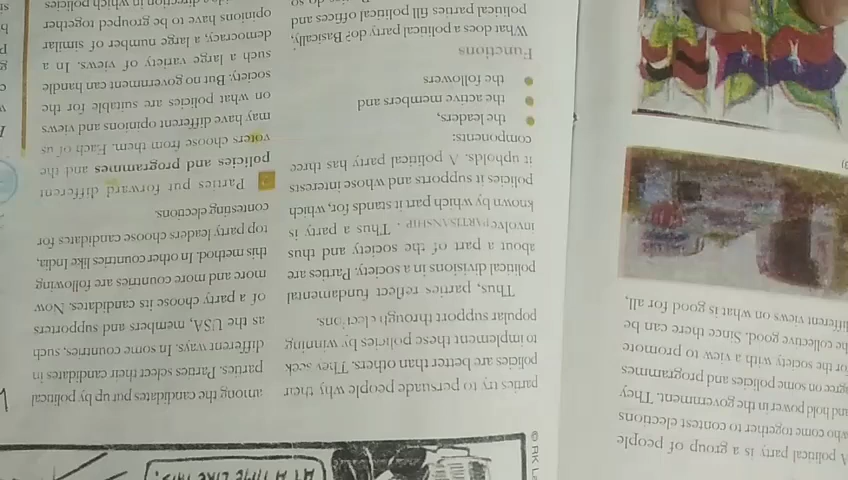 A political party is a group of people
who come together to contest elections
and hold power in the government. They
agree on some policies and programmes
for the society with a view to promote
the collective good. Since there can be
different views on what is good for all,
© RK L
AT A TIME LIKE THIS!
parties try to persuade people why their
policies are better than others. They seek
to implement these policies by winning
popular support through elections.
Thus, parties reflect fundamental
political divisions in a society. Parties are
about a part of the society and thus
involve PARTISANSHIP. Thus a party is
known by which part it stands for, which
policies it supports and whose interests
it upholds. A political party has three
components:
the leaders,
the active members and
the followers
Functions
What does a political party do? Basically,
political parties fill political offices and
among the candidates put up by political
parties. Parties select their candidates in
different ways. In some countries, such
as the USA, members and supporters
of a party choose its candidates. Now
more and more countries are following
this method. In other countries like India,
top party leaders choose candidates for
contesting elections.
Parties put forward different
policies and programmes and the
voters choose from them. Each of us
may have different opinions and views
on what policies are suitable for the
society. But no government can handle
such a large variety of views. In a
democracy, a large number of similar
opinions have to be grouped together
direction in which policies